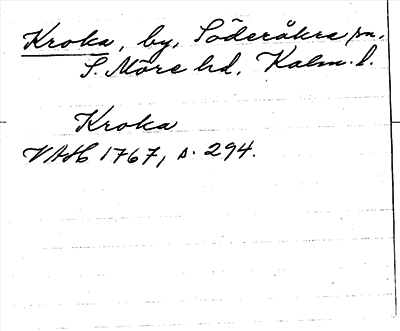 Kroka, by, Söderåkra sn.
S. Möre hd. Kalm. l.
Kroka
VAH 1767, s. 294.